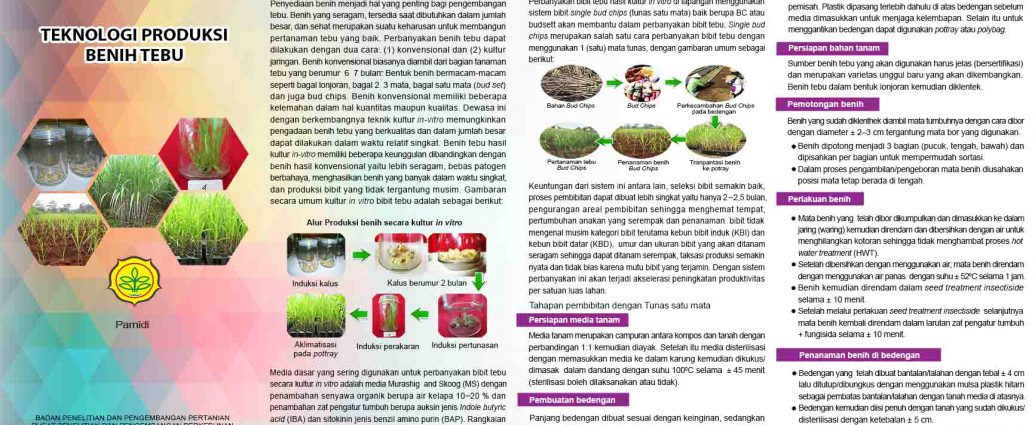 TEKNOLOGI PRODUKSI
BENIH TEBU
Pamidi
BADAN PENELITIAN DAN PENGEMBANGAN PERTANIAN
Penyediaan benih menjadi hal yang penting bagi pengembangan
tebu. Benih yang seragam, tersedia saat dibutuhkan dalam jumlah
besar, dan sehat merupakan suatu keharusan untuk membangun
pertanaman tebu yang baik. Perbanyakan benih tebu dapat
dilakukan dengan dua cara: (1) konvensional dan (2) kultur
jaringan. Benih konvensional biasanya diambil dari bagian tanaman
tebu yang berumur 6 7 bulan: Bentuk benih bermacam-macam
seperti bagal lonjoran, bagal 2 3 mata, bagal satu mata (bud set)
dan juga bud chips. Benih konvensional memiliki beberapa
kelemahan dalam hal kuantitas maupun kualitas. Dewasa ini
dengan berkembangnya teknik kultur in-vitro memungkinkan
pengadaan benih tebu yang berkualitas dan dalam jumlah besar
dapat dilakukan dalam waktu relatif singkat. Benih tebu hasil
kultur in-vitro memiliki beberapa keunggulan dibandingkan dengan
benih hasil konvensional yaitu lebih seragam, bebas patogen
berbahaya, menghasilkan benih yang banyak dalam waktu singkat,
dan produksi bibit yang tidak tergantung musim. Gambaran
secara umum kultur in vitro bibit tebu adalah sebagai berikut:
Alur Produksi benih secara kultur in vitro
Induksi kalus
Kalus berumur 2 bulan
Aklimatisasi
pada pottray
Induksi perakaran
Induksi pertunasan
Media dasar yang sering digunakan untuk perbanyakan bibit tebu
secara kultur in vitro adalah media Murashig and Skoog (MS) dengan
penambahan senyawa organik berupa air kelapa 10–20 % dan
penambahan zat pengatur tumbuh berupa auksin jenis Indole butyric
acid (IBA) dan sitokinin jenis benzil amino purin (BAP). Rangkaian
Perbanyakan bibit tebu hasil kultur in vitro di lapangan menggunakan
sistem bibit single bud chips (tunas satu mata) baik berupa BC atau
budsett akan membantu dalam perbanyakan bibit tebu. Single bud
chips merupakan salah satu cara perbanyakan bibit tebu dengan
menggunakan 1 (satu) mata tunas, dengan gambaran umum sebagai
berikut:
Bahan Bud Chips
Bud Chips
Perkecambahan Bud Chips
pada bedengan
Pertanaman tebu
Bud Chips
Penanaman benih
Bud Chips
Tranpantasi benih
ke potray
Keuntungan dari sistem ini antara lain, seleksi bibit semakin baik,
proses pembibitan dapat dibuat lebih singkat yaitu hanya 2–2,5 bulan,
pengurangan areal pembibitan sehingga menghemat tempat,
pertumbuhan anakan yang serempak dan penanaman bibit tidak
mengenal musim kategori bibit terutama kebun bibit induk (KBI) dan
kebun bibit datar (KBD), umur dan ukuran bibit yang akan ditanam
seragam sehingga dapat ditanam serempak, taksasi produksi semakin
nyata dan tidak bias karena mutu bibit yang terjamin. Dengan sistem
perbanyakan ini akan terjadi akselerasi peningkatan produktivitas
per satuan luas lahan.
Tahapan pembibitan dengan Tunas satu mata
Persiapan media tanam
Media tanam merupakan campuran antara kompos dan tanah dengan
perbandingan 1:1 kemudian diayak. Setelah itu media disterilisasi
dengan memasukkan media ke dalam karung kemudian dikukus/
dimasak dalam dandang dengan suhu 100ºC selama ± 45 menit
(sterilisasi boleh dilaksanakan atau tidak).
Pembuatan bedengan
Panjang bedengan dibuat sesuai dengan keinginan, sedangkan
pemisah. Plastik dipasang terlebih dahulu di atas bedengan sebelum
media dimasukkan untuk menjaga kelembapan. Selain itu untuk
menggantikan bedengan dapat digunakan pottray atau polybag.
Persiapan bahan tanam
Sumber benih tebu yang akan digunakan harus jelas (bersertifikasi)
dan merupakan varietas unggul baru yang akan dikembangkan.
Benih tebu dalam bentuk lonjoran kemudian diklentek.
Pemotongan benih
Benih yang sudah diklenthek diambil mata tumbuhnya dengan cara dibor
dengan diameter ± 2–3 cm tergantung mata bor yang digunakan.
● Benih dipotong menjadi 3 bagian (pucuk, tengah, bawah) dan
dipisahkan per bagian untuk mempermudah sortasi.
● Dalam proses pengambilan/pengeboran mata benih diusahakan
posisi mata tetap berada di tengah.
Perlakuan benih
● Mata benih yang telah dibor dikumpulkan dan dimasukkan ke dalam
jaring (waring) kemudian direndam dan dibersihkan dengan air untuk
menghilangkan kotoran sehingga tidak menghambat proses hot
water treatment (HWT).
● Setelah dibersihkan dengan menggunakan air, mata benih direndam
dengan menggunakan air panas dengan suhu ± 52ºC selama 1 jam.
● Benih kemudian direndam dalam seed treatment insectiside
selama ± 10 menit.
● Setelah melalui perlakuan seed treatment insectiside selanjutnya
mata benih kembali direndam dalam larutan zat pengatur tumbuh
+ fungisida selama ± 10 menit.
Penanaman benih di bedengan
● Bedengan yang telah dibuat bantalan/lahan dengan tebal ± 4 cm
lalu ditutup/dibungkus dengan menggunakan mulsa plastik hitam
sebagai pembatas bantalan/lahan dengan tanah media di atasnya.
● Bedengan kemudian diisi penuh dengan tanah yang sudah dikukus/
disterilisasi dengan ketebalan ± 5 cm.